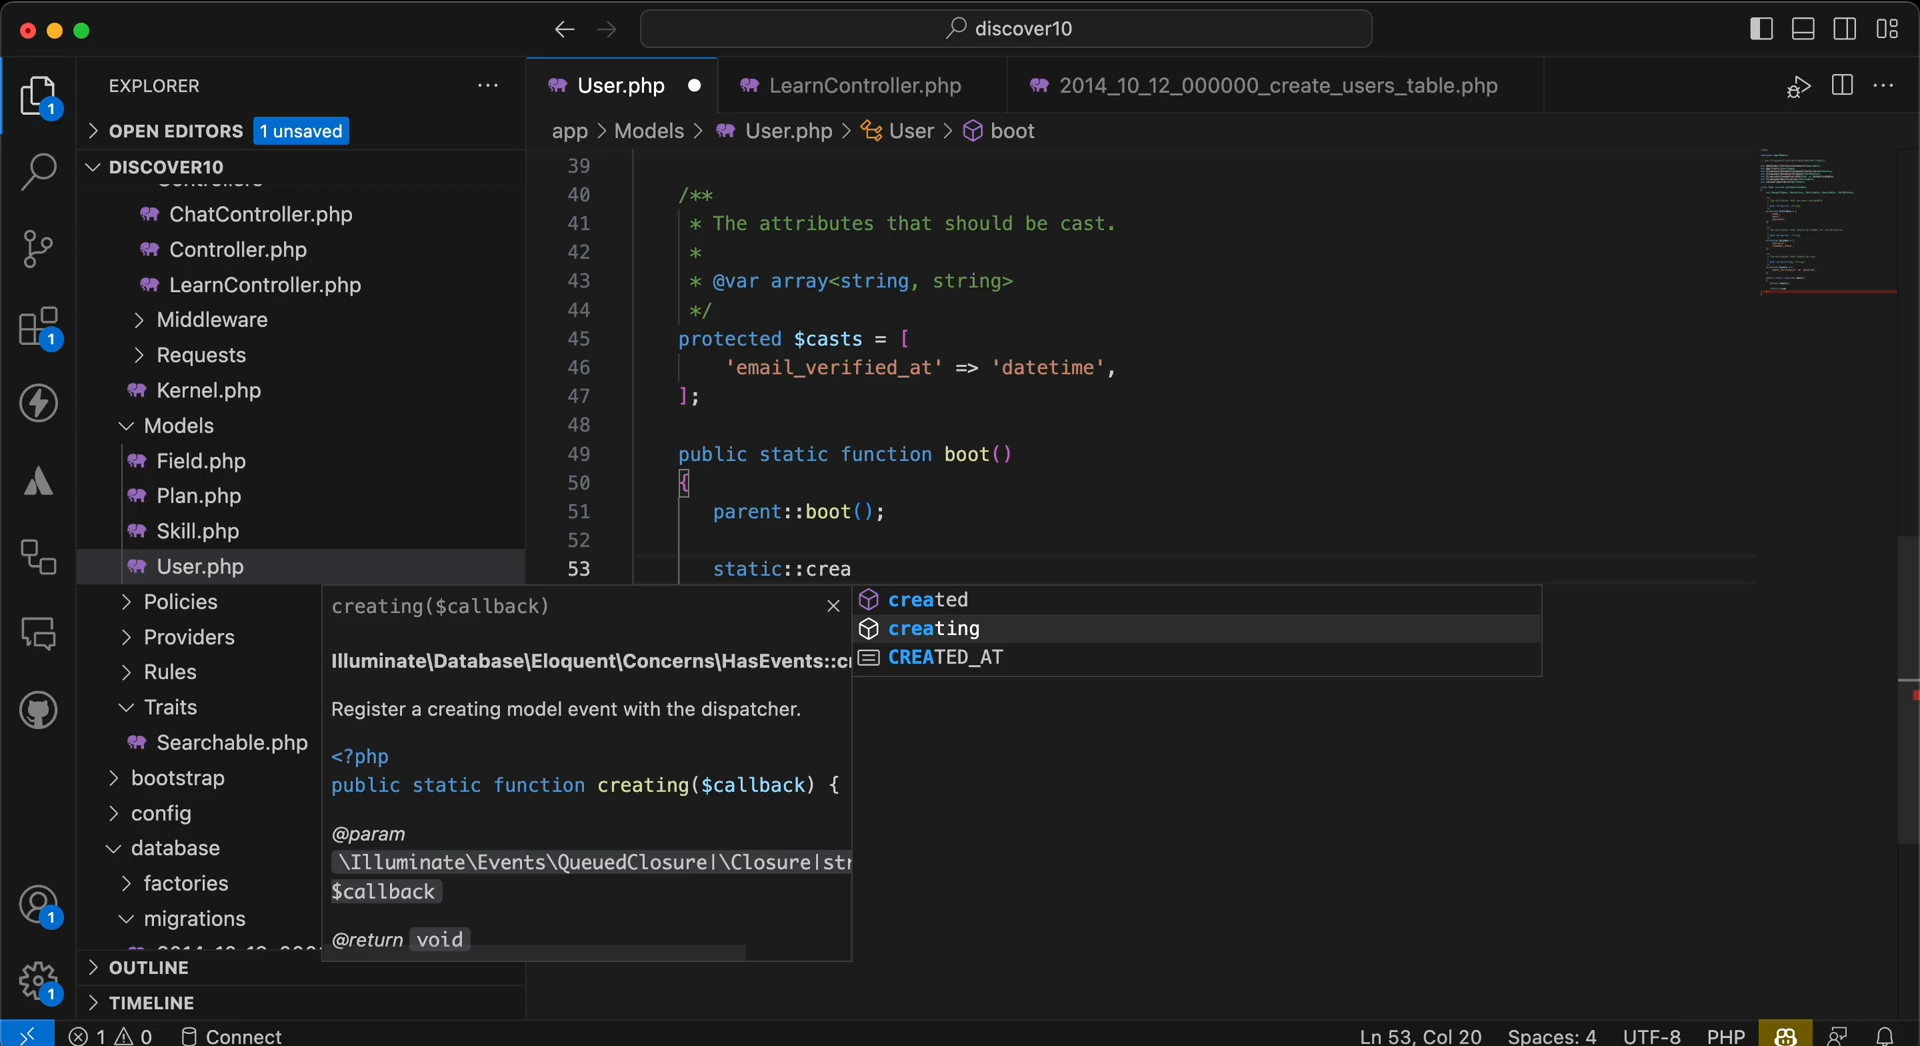 discover10
EXPLORER
OPEN EDITORS 1 unsaved
DISCOVER10
Controllers
ChatController.php
Controller.php
LearnController.php
Middleware
Requests
Kernel.php
Models
Field.php
Plan.php
Skill.php
User.php
Policies
Providers
Rules
Traits
Searchable.php
bootstrap
config
database
factories
migrations
OUTLINE
TIMELINE
1
1
1
1
User.php
LearnController.php
2014_10_12_000000_create_users_table.php
app > Models > User.php > User > boot
39
40 /**
41 * The attributes that should be cast.
42 *
43 * @var array<string, string>
44 */
45 protected $casts = [
46 'email_verified_at' => 'datetime',
47 ];
48
49 public static function boot()
50 {
51 parent::boot();
52
53 static::crea
creating($callback)
Illuminate\Database\Eloquent\Concerns\HasEvents::cr
Register a creating model event with the dispatcher.
<?php
public static function creating($callback) {
@param
\Illuminate\Events\QueuedClosure|\Closure|str
$callback
@return void
created
creating
CREATED_AT
1 0 Connect
Ln 53, Col 20 Spaces: 4 UTF-8 PHP